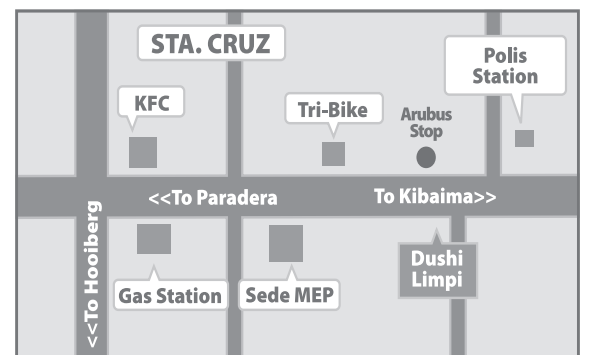 STA. CRUZ
Polis
Station
KFC
Tri-Bike
Arubus
Stop
<<To Paradera
To Kibaima>>
<<To Hooiberg
Gas Station
Sede MEP
Dushi
Limpi